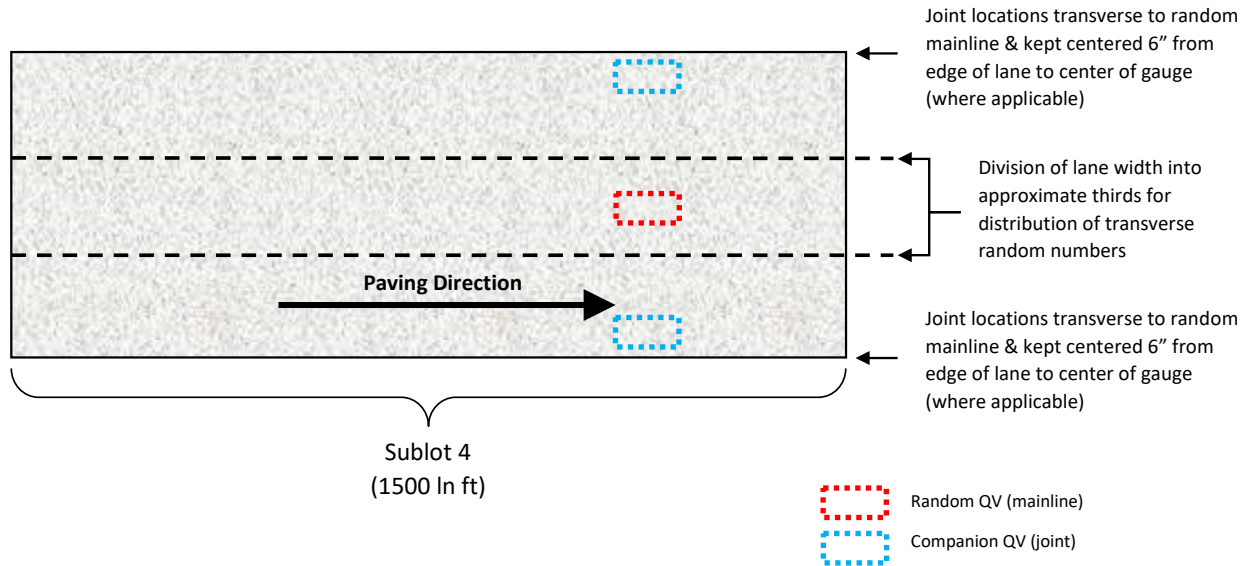 Joint locations transverse to random
mainline & kept centered 6” from
edge of lane to center of gauge
(where applicable)
Division of lane width into
approximate thirds for
distribution of transverse
random numbers
Paving Direction
Joint locations transverse to random
mainline & kept centered 6” from
edge of lane to center of gauge
(where applicable)
Sublot 4
(1500 ln ft)
Random QV (mainline)
Companion QV (joint)